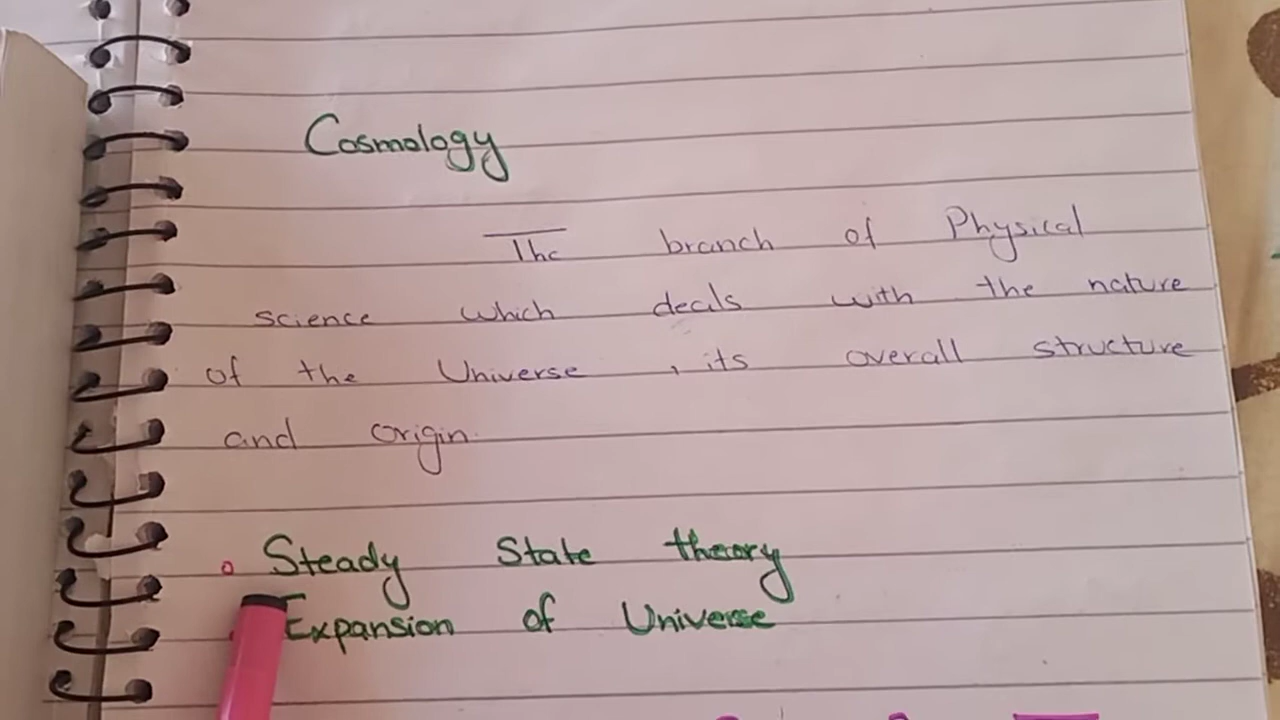 Cosmology
The branch of Physical
science which deals with the nature
of the Universe , its overall structure
and origin.
Steady State theory
Expansion of Universe